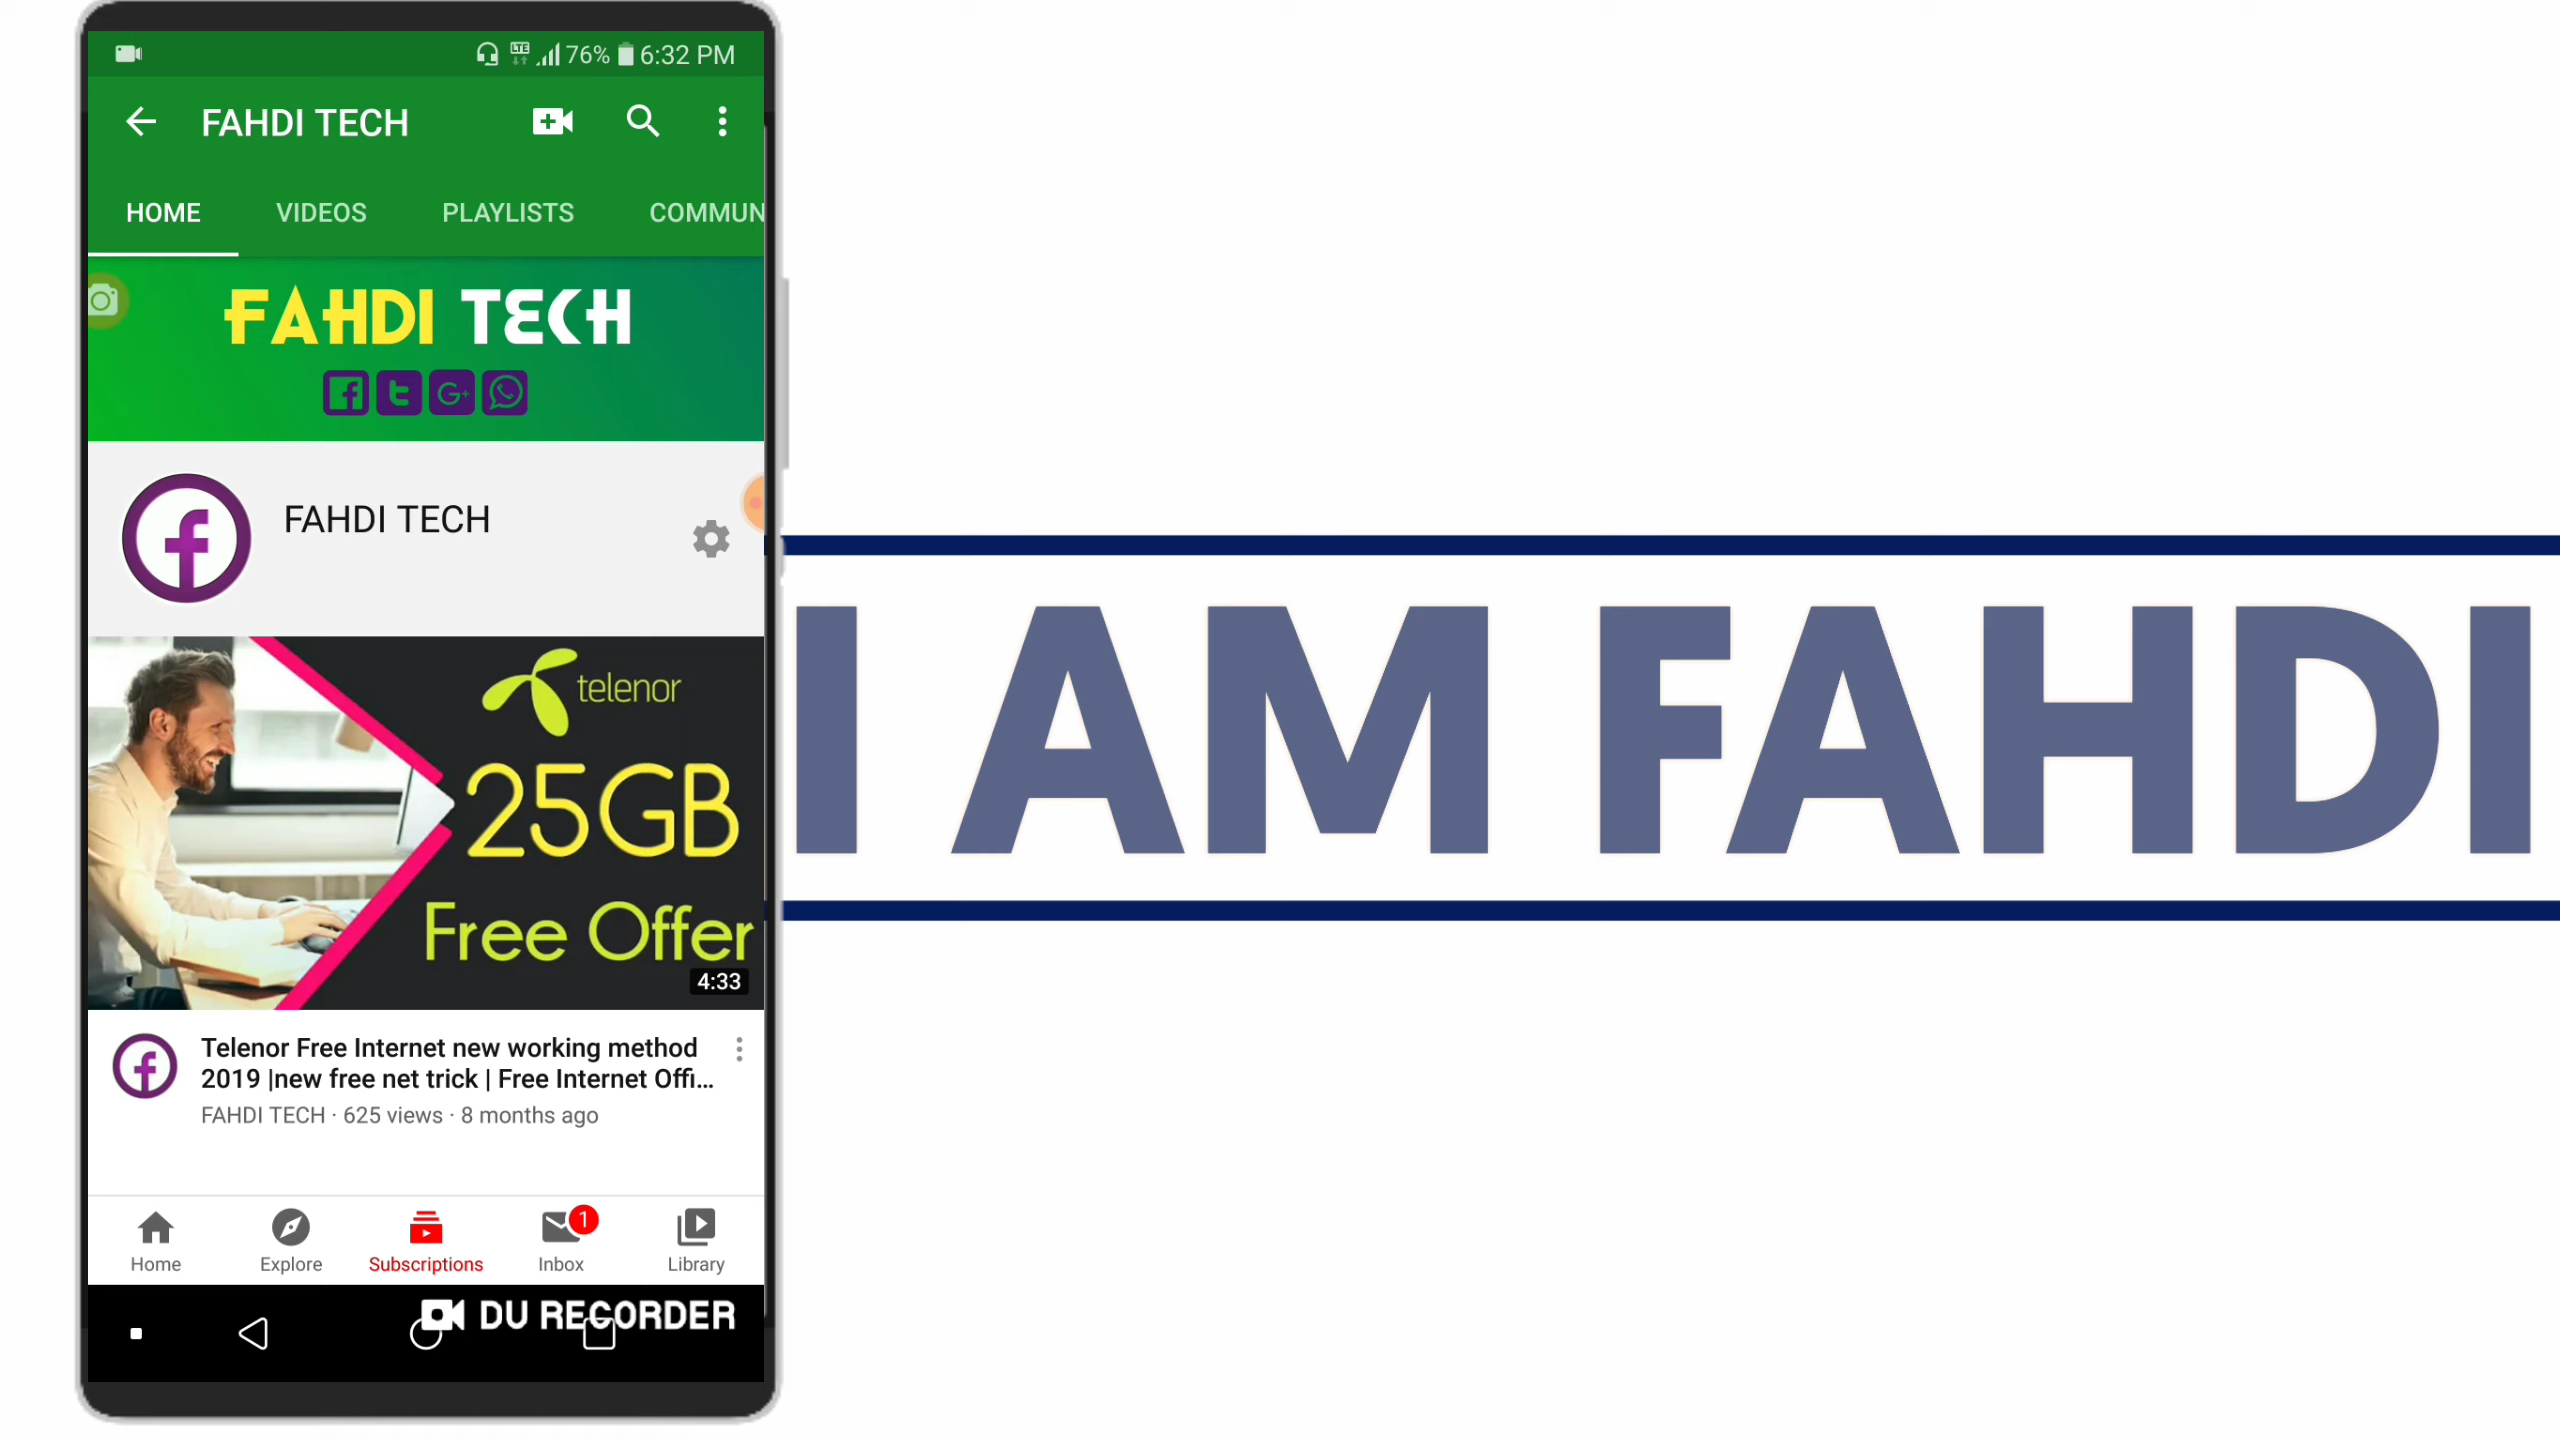 LTE 76% 6:32 PM
FAHDI TECH
HOME VIDEOS PLAYLISTS COMMUN
FAHDI TECH
FAHDI TECH
telenor
25GB
Free Offer
4:33
Telenor Free Internet new working method
2019 |new free net trick | Free Internet Offi...
FAHDI TECH · 625 views · 8 months ago
1
Home Explore Subscriptions Inbox Library
DU RECORDER
I AM FAHDI